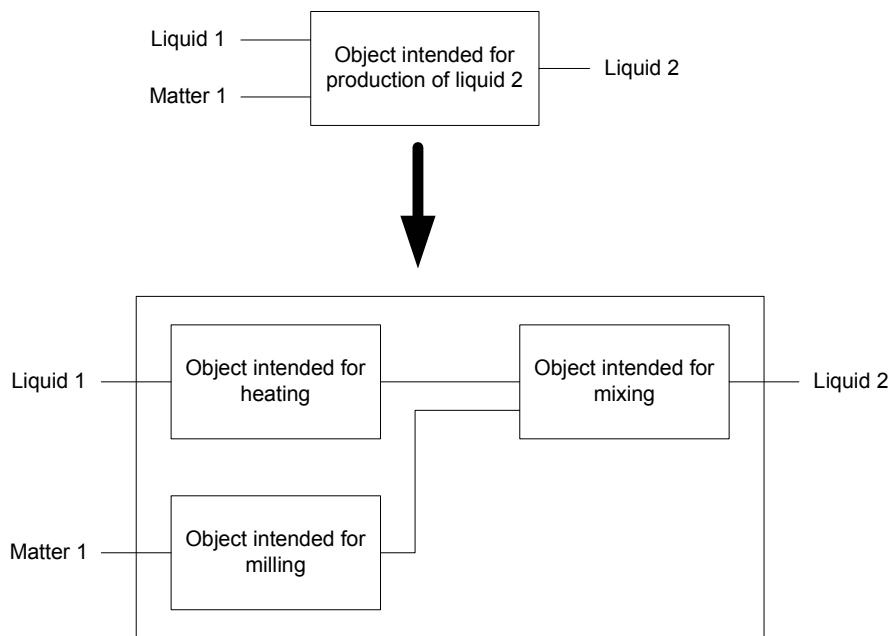 Liquid 1
Object intended for
production of liquid 2
Liquid 2
Matter 1
Liquid 1
Object intended for
heating
Object intended for
mixing
Liquid 2
Matter 1
Object intended for
milling